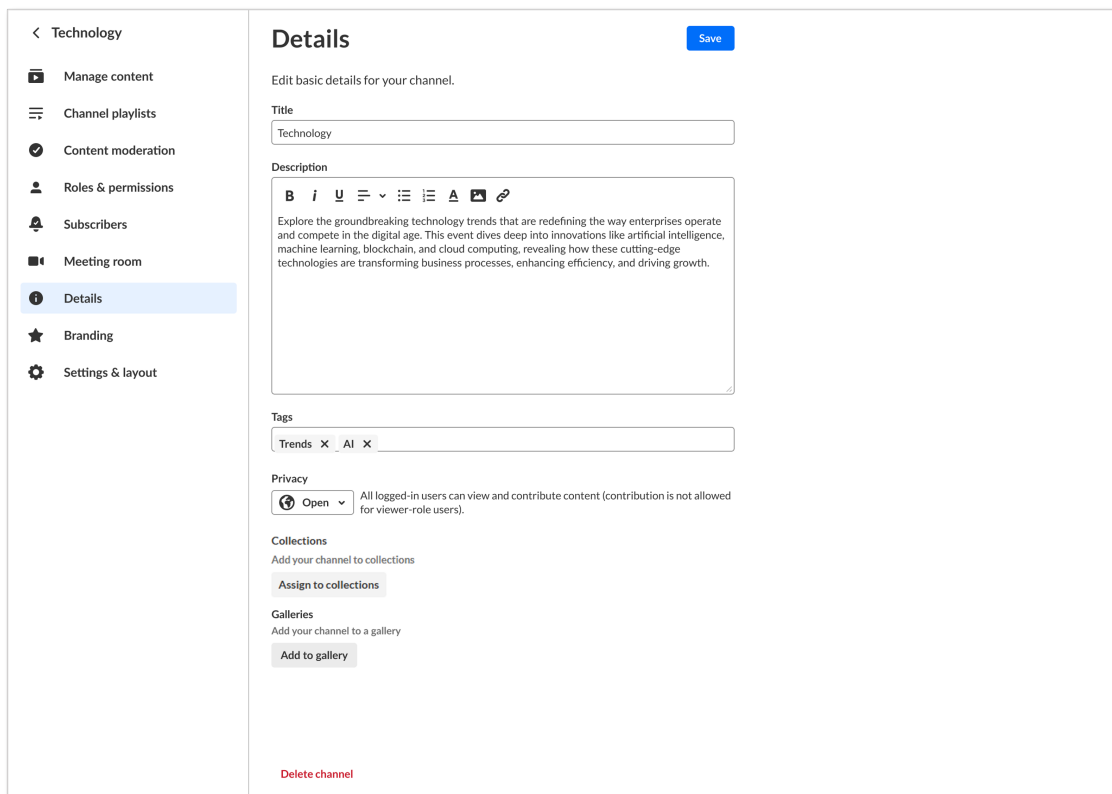 Technology
Manage content
Channel playlists
Content moderation
Roles & permissions
Subscribers
Meeting room
Details
Branding
Settings & layout
Details
Save
Edit basic details for your channel.
Title
Technology
Description
B i U A
Explore the groundbreaking technology trends that are redefining the way enterprises operate
and compete in the digital age. This event dives deep into innovations like artificial intelligence,
machine learning, blockchain, and cloud computing, revealing how these cutting-edge
technologies are transforming business processes, enhancing efficiency, and driving growth.
Tags
Trends AI
Privacy
Open
All logged-in users can view and contribute content (contribution is not allowed
for viewer-role users).
Collections
Add your channel to collections
Assign to collections
Galleries
Add your channel to a gallery
Add to gallery
Delete channel